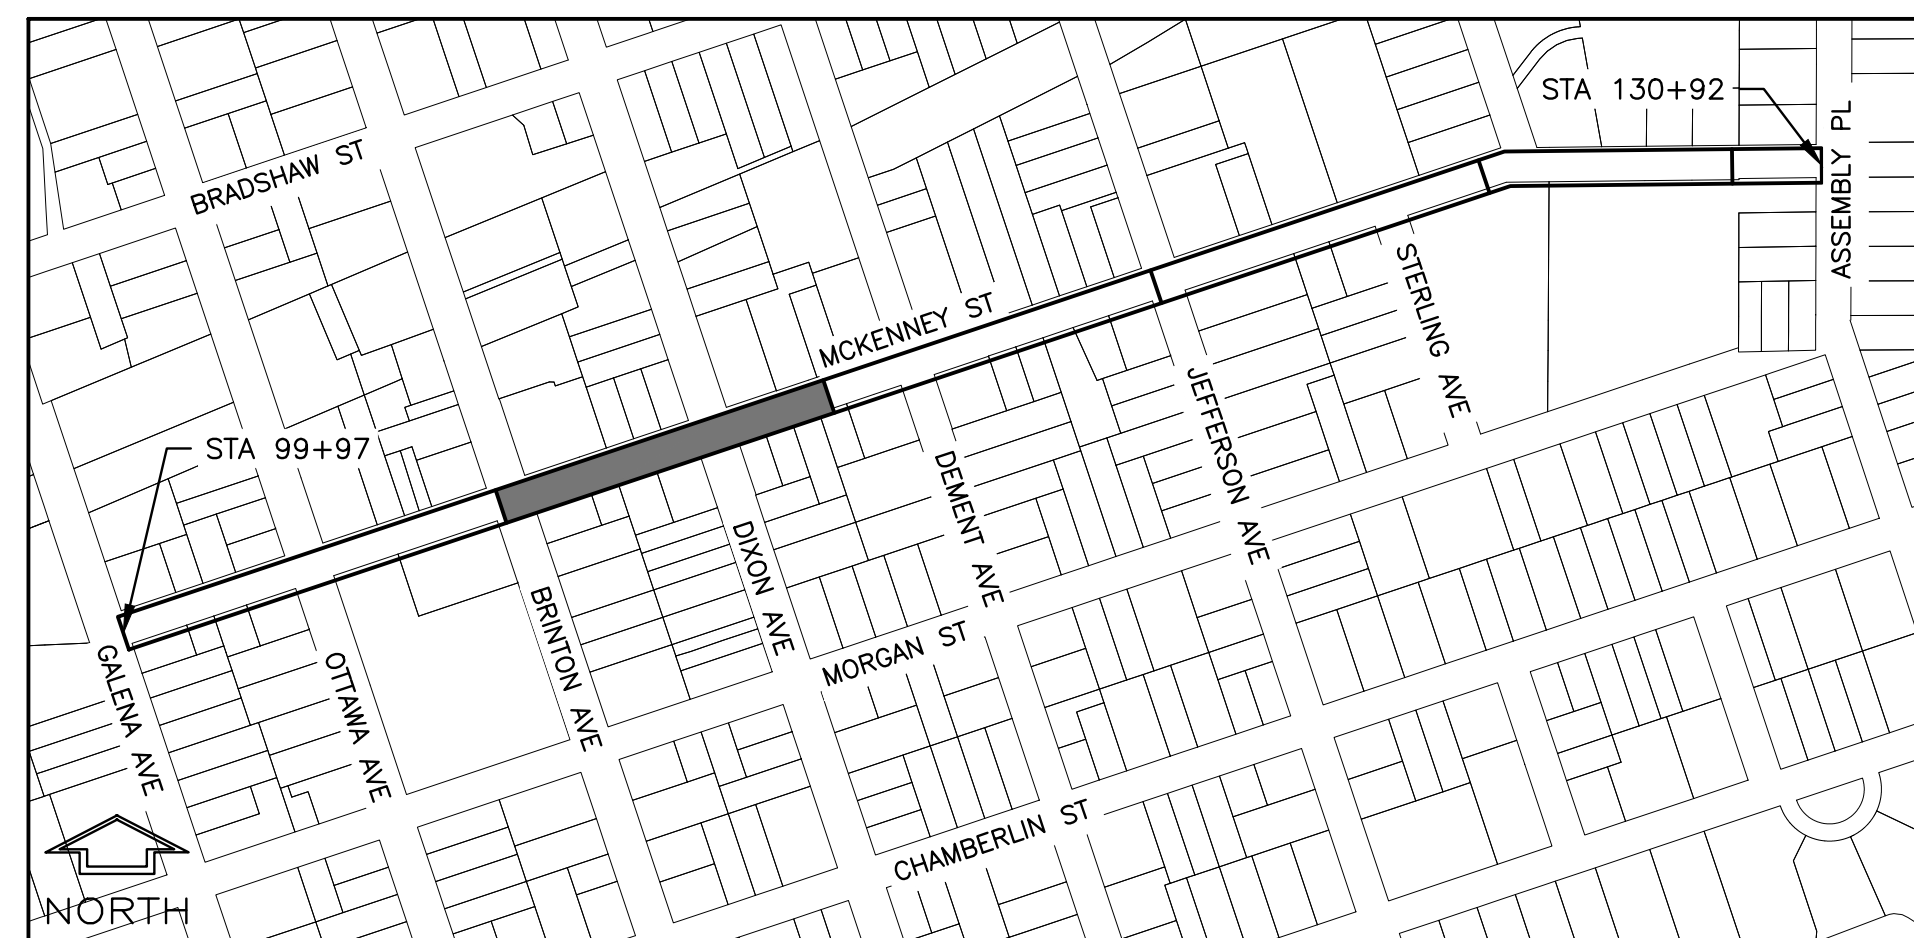 STA 130+92
ASSEMBLY PL
BRADSHAW ST
MCKENNEY ST
STERLING AVE
JEFFERSON AVE
STA 99+97
DEMENT AVE
DIXON AVE
BRINTON AVE
MORGAN ST
GALENA AVE
OTTAWA AVE
CHAMBERLIN ST
NORTH